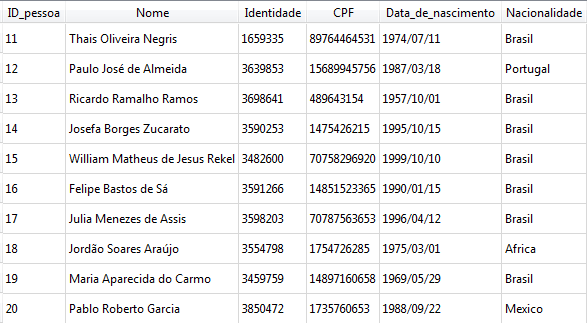 ID_pessoa Nome Identidade CPF Data_de_nascimento Nacionalidade
11 Thais Oliveira Negris 1659335 89764464531 1974/07/11 Brasil
12 Paulo José de Almeida 3639853 15689945756 1987/03/18 Portugal
13 Ricardo Ramalho Ramos 3698641 489643154 1957/10/01 Brasil
14 Josefa Borges Zucarato 3590253 1475426215 1995/10/15 Brasil
15 William Matheus de Jesus Rekel 3482600 70758296920 1999/10/10 Brasil
16 Felipe Bastos de Sá 3591266 14851523365 1990/01/15 Brasil
17 Julia Menezes de Assis 3598203 70787563653 1996/04/12 Brasil
18 Jordão Soares Araújo 3554798 1754726285 1975/03/01 Africa
19 Maria Aparecida do Carmo 3459759 14897160658 1969/05/29 Brasil
20 Pablo Roberto Garcia 3850472 1735760653 1988/09/22 Mexico